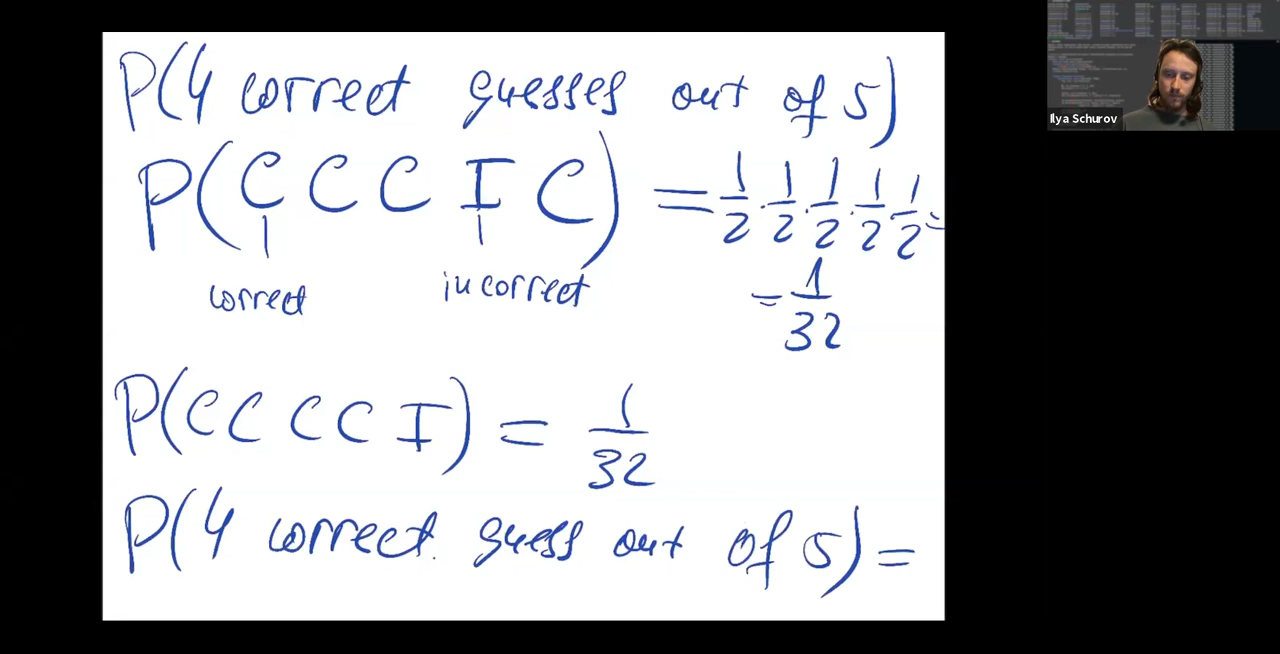 P(4 correct guesses out of 5)
P(C C C I C) = 1/2 · 1/2 · 1/2 · 1/2 · 1/2 =
correct incorrect = 1/32
P(C C C C I) = 1/32
P(4 correct guess out of 5) =
Ilya Schurov